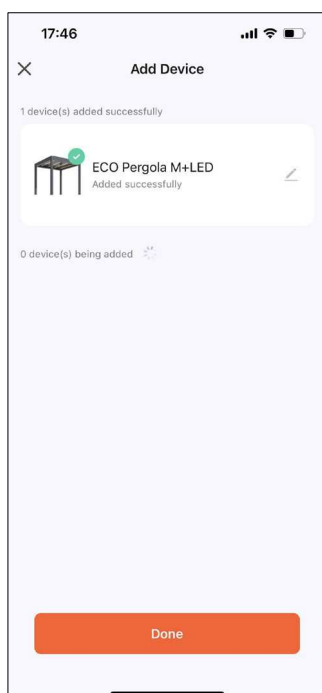 17:46
Add Device
1 device(s) added successfully
ECO Pergola M+LED
Added successfully
0 device(s) being added
Done